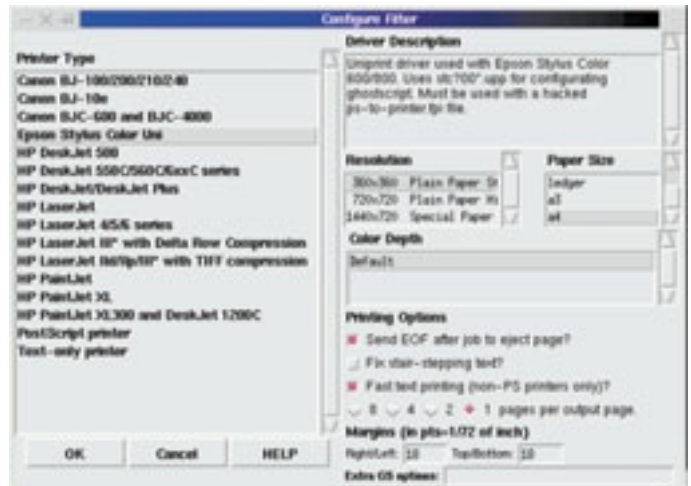 Configure Filter
Printer Type
Canon BJ-100/200/210/240
Canon BJ-10e
Canon BJC-600 and BJC-4000
Epson Stylus Color Uni
HP DeskJet 500
HP DeskJet 550C/560C/6xxC series
HP DeskJet/DeskJet Plus
HP LaserJet
HP LaserJet 4/5/6 series
HP LaserJet III* with Delta Row Compression
HP LaserJet IId/IIp/III* with TIFF compression
HP PaintJet
HP PaintJet XL
HP PaintJet XL300 and DeskJet 1200C
PostScript printer
Text-only printer
OK
Cancel
HELP
Driver Description
Uniprint driver used with Epson Stylus Color
600/800. Uses stc?00*.upp for configurating
ghostscript. Must be used with a hacked
ps-to-printer.fpi file.
Resolution
360x360 Plain Paper St
720x720 Plain Paper Hi
1440x720 Special Paper
Paper Size
ledger
a3
a4
Color Depth
Default
Printing Options
Send EOF after job to eject page?
Fix stair-stepping text?
Fast text printing (non-PS printers only)?
8 4 2 1 pages per output page.
Margins (in pts=1/72 of inch)
Right/Left: 18 Top/Bottom: 18
Extra GS options: